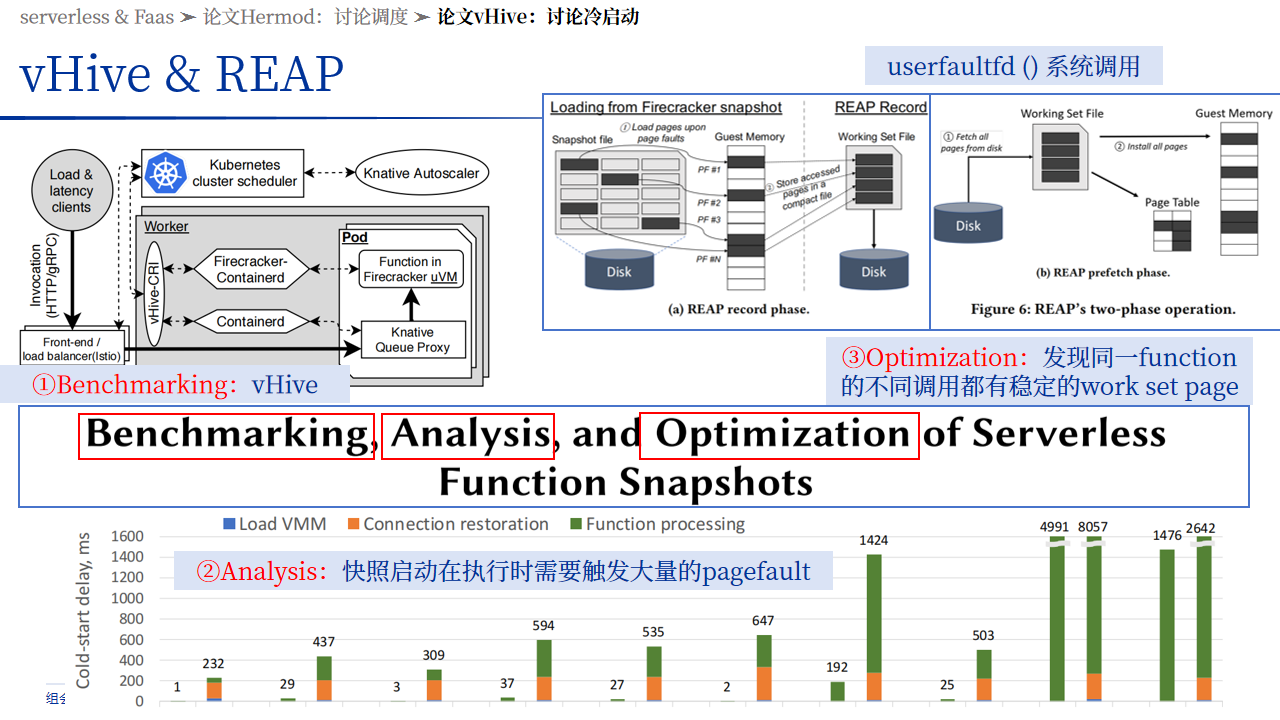 serverless & Faas ➤ 论文Hermod：讨论调度 ➤ 论文vHive：讨论冷启动
vHive & REAP
userfaultfd () 系统调用
Load &
latency
clients
Kubernetes
cluster scheduler
Knative Autoscaler
Invocation
(HTTP/gRPC)
Worker
vHive-CRI
Firecracker-
Containerd
Containerd
Pod
Function in
Firecracker uVM
Knative
Queue Proxy
Front-end /
load balancer(Istio)
Loading from Firecracker snapshot
REAP Record
Snapshot file
① Load pages upon
page faults
Guest Memory
Working Set File
PF #1
PF #2
PF #3
PF #N
② Store accessed
pages in a
compact file
Disk
Disk
(a) REAP record phase.
Working Set File
Guest Memory
① Fetch all
pages from disk
② Install all pages
Page Table
Disk
(b) REAP prefetch phase.
Figure 6: REAP's two-phase operation.
①Benchmarking：vHive
③Optimization：发现同一function
的不同调用都有稳定的work set page
Benchmarking, Analysis, and Optimization of Serverless
Function Snapshots
Load VMM Connection restoration Function processing
②Analysis：快照启动在执行时需要触发大量的pagefault
Cold-start delay, ms
1600
1400
1200
1000
800
600
400
200
0
1 232 29 437 3 309 37 594 27 535 2 647 192 1424 25 503 4991 8057 1476 2642
组会